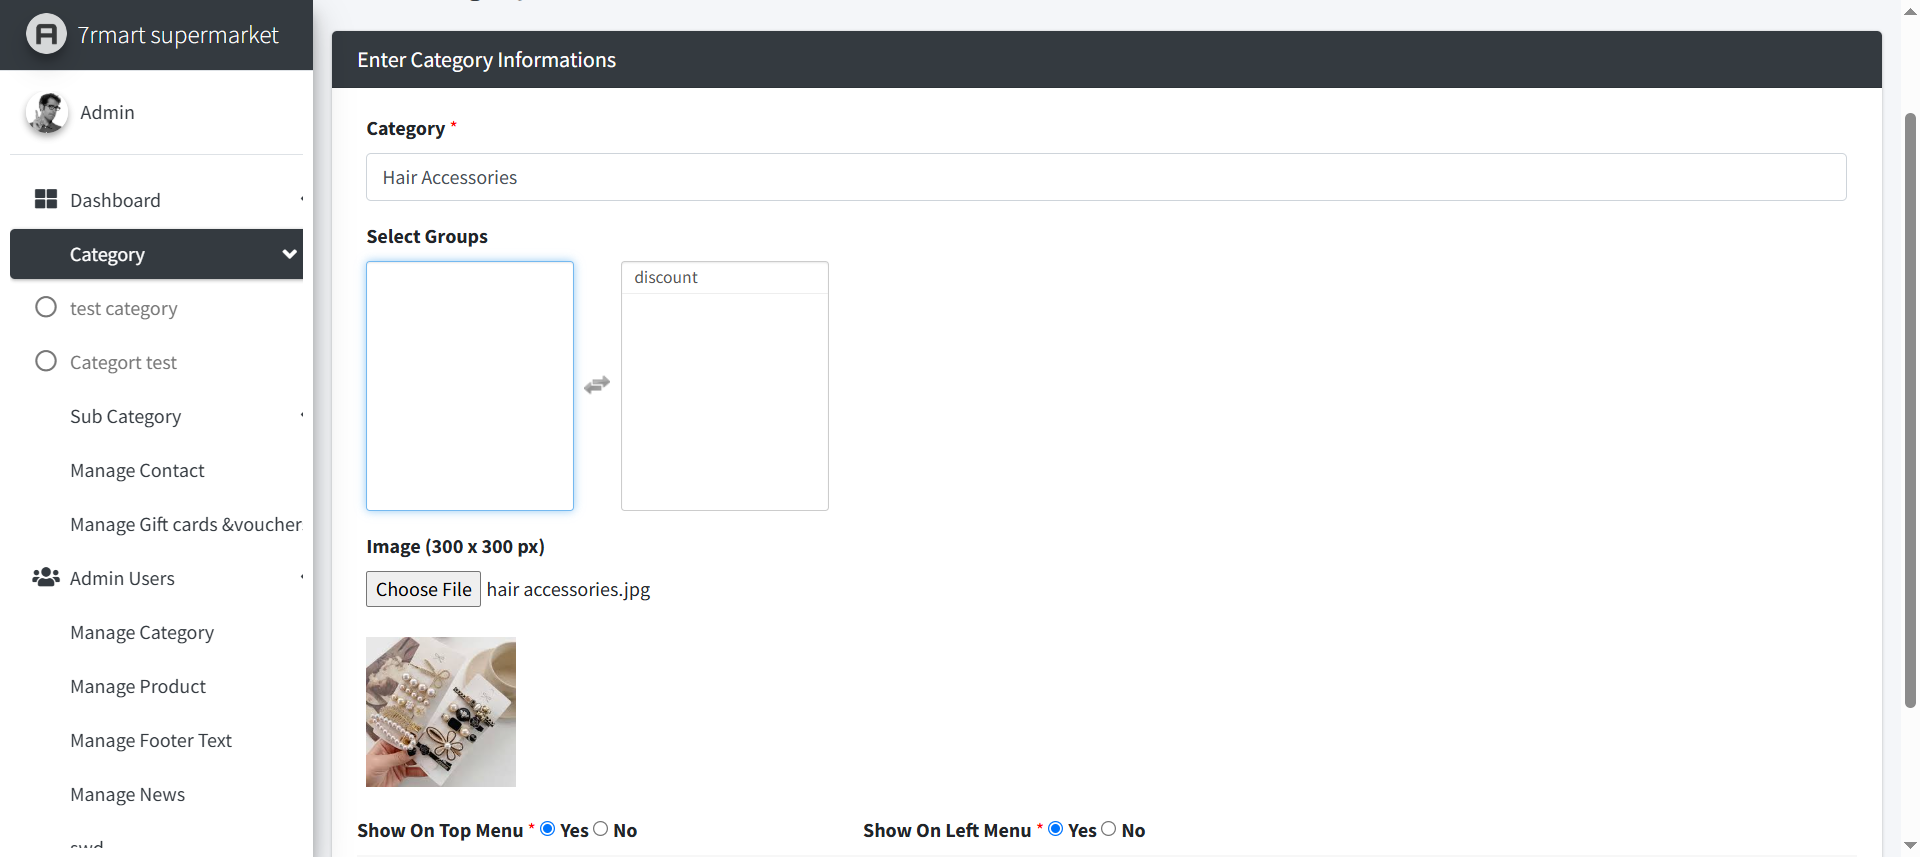 7rmart supermarket
Admin
Dashboard
Category
test category
Categort test
Sub Category
Manage Contact
Manage Gift cards &voucher
Admin Users
Manage Category
Manage Product
Manage Footer Text
Manage News
Enter Category Informations
Category *
Hair Accessories
Select Groups
discount
Image (300 x 300 px)
Choose File hair accessories.jpg
Show On Top Menu * Yes No Show On Left Menu * Yes No